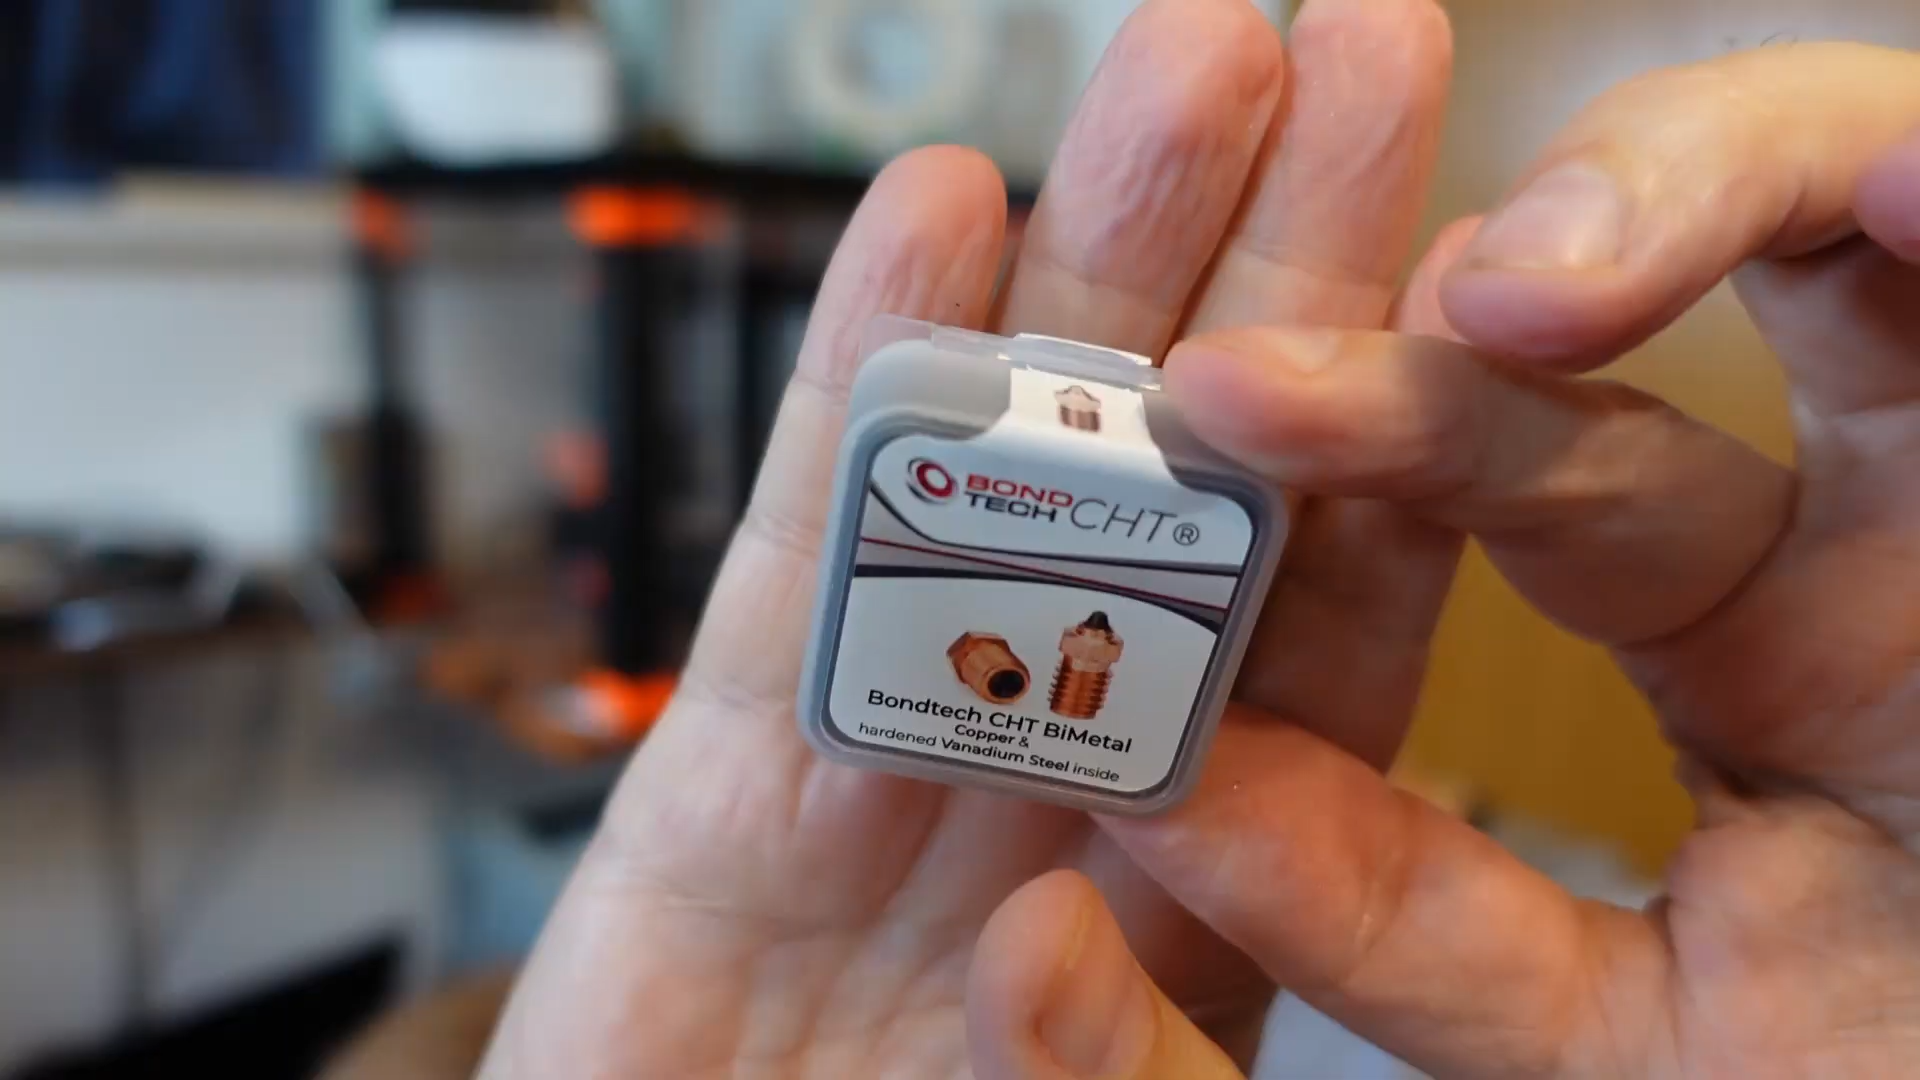 BOND
TECH CHT®
Bondtech CHT BiMetal
Copper &
hardened Vanadium Steel inside